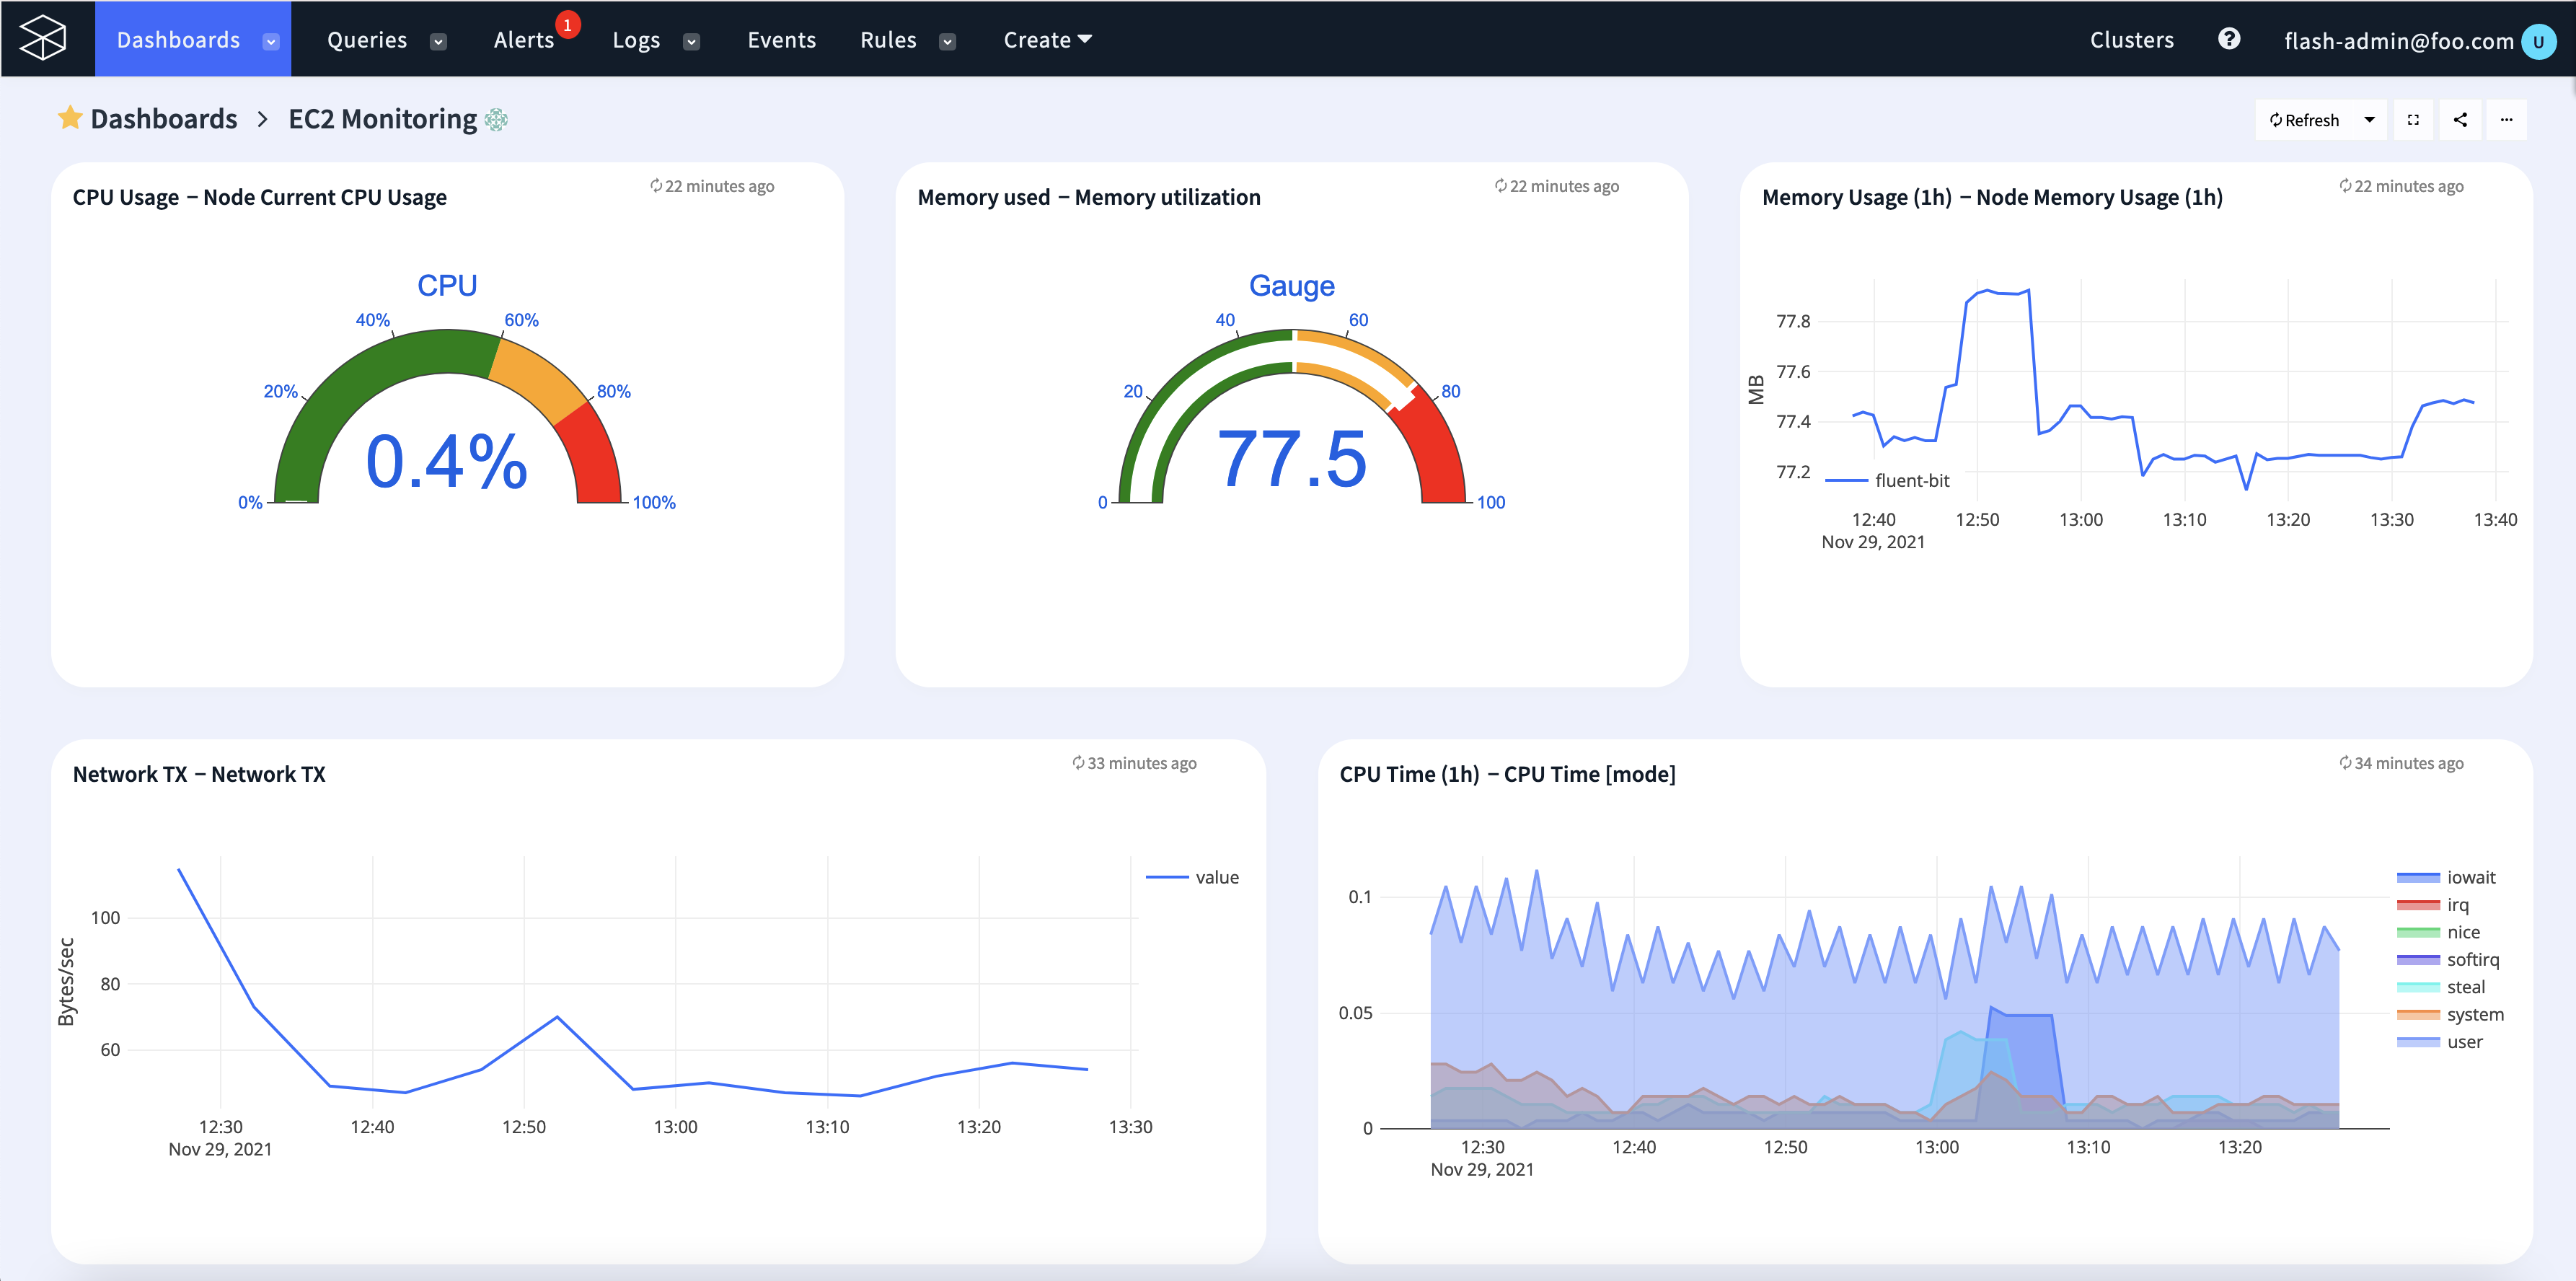 Dashboards Queries Alerts 1 Logs Events Rules Create Clusters ? flash-admin@foo.com U
Dashboards > EC2 Monitoring
Refresh
CPU Usage – Node Current CPU Usage
22 minutes ago
CPU
0%
20%
40%
60%
80%
100%
0.4%
Memory used – Memory utilization
22 minutes ago
Gauge
0
20
40
60
80
100
77.5
Memory Usage (1h) – Node Memory Usage (1h)
22 minutes ago
MB
77.8
77.6
77.4
77.2
fluent-bit
12:40 12:50 13:00 13:10 13:20 13:30 13:40
Nov 29, 2021
Network TX – Network TX
33 minutes ago
Bytes/sec
100
80
60
value
12:30 12:40 12:50 13:00 13:10 13:20 13:30
Nov 29, 2021
CPU Time (1h) – CPU Time [mode]
34 minutes ago
0.1
0.05
0
iowait
irq
nice
softirq
steal
system
user
12:30 12:40 12:50 13:00 13:10 13:20
Nov 29, 2021